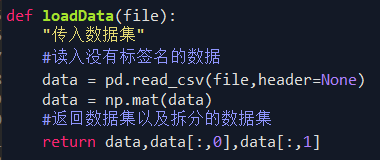 def loadData(file):
"传入数据集"
#读入没有标签名的数据
data = pd.read_csv(file,header=None)
data = np.mat(data)
#返回数据集以及拆分的数据集
return data,data[:,0],data[:,1]